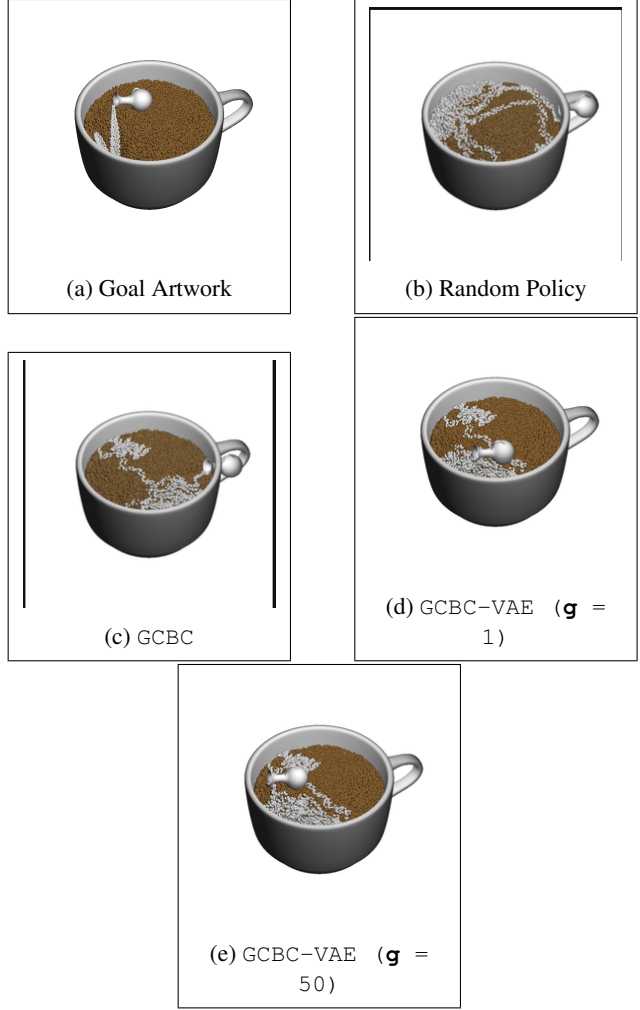 (a) Goal Artwork
(b) Random Policy
(c) GCBC
(d) GCBC-VAE (g =
1)
(e) GCBC-VAE (g =
50)